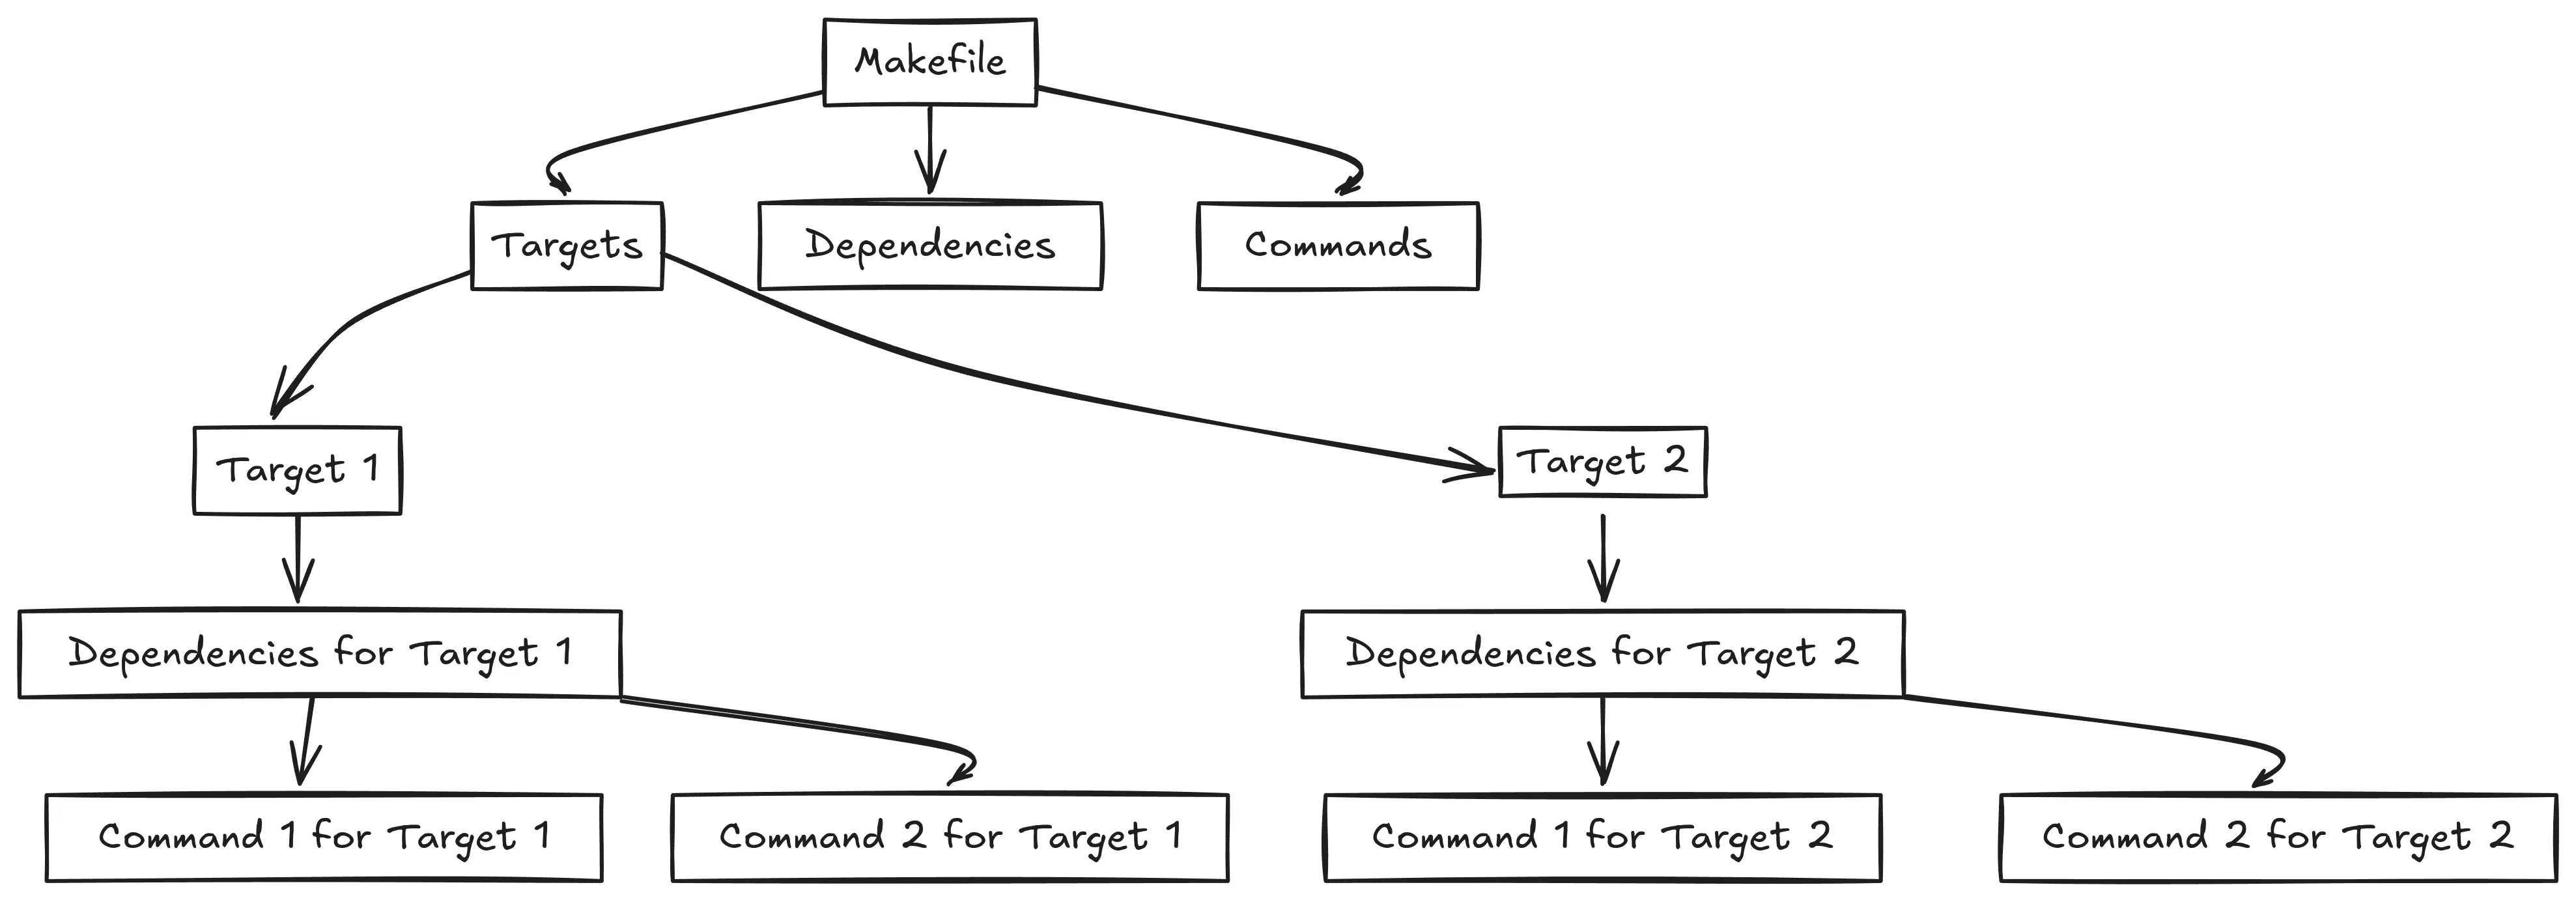 Makefile
Targets
Dependencies
Commands
Target 1
Target 2
Dependencies for Target 1
Dependencies for Target 2
Command 1 for Target 1
Command 2 for Target 1
Command 1 for Target 2
Command 2 for Target 2